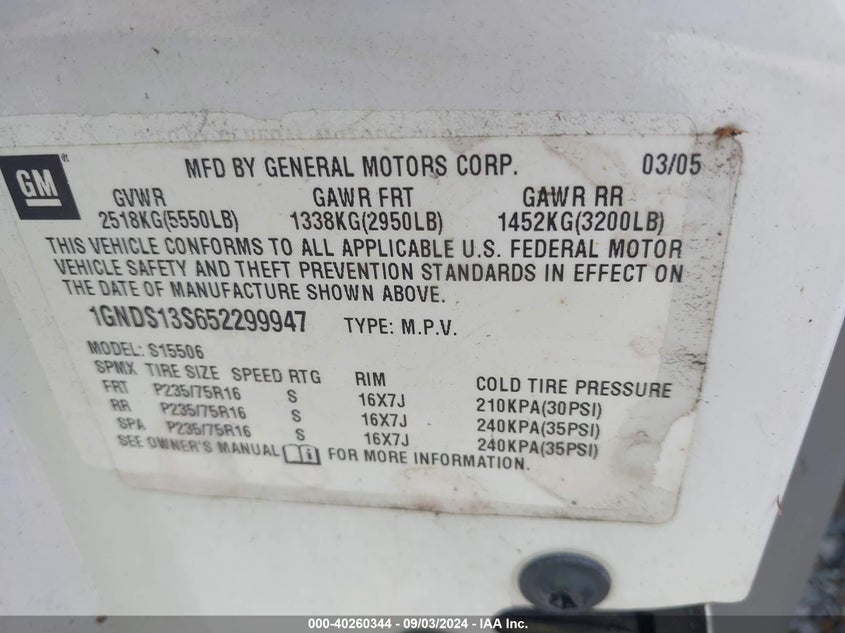 GM®
MFD BY GENERAL MOTORS CORP. 03/05
GVWR GAWR FRT GAWR RR
2518KG(5550LB) 1338KG(2950LB) 1452KG(3200LB)
THIS VEHICLE CONFORMS TO ALL APPLICABLE U.S. FEDERAL MOTOR
VEHICLE SAFETY AND THEFT PREVENTION STANDARDS IN EFFECT ON
THE DATE OF MANUFACTURE SHOWN ABOVE.
1GNDS13S652299947 TYPE: M.P.V.
MODEL: S15506
SPMX TIRE SIZE SPEED RTG RIM COLD TIRE PRESSURE
FRT P235/75R16 S 16X7J 210KPA(30PSI)
RR P235/75R16 S 16X7J 240KPA(35PSI)
SPA P235/75R16 S 16X7J 240KPA(35PSI)
SEE OWNER'S MANUAL i FOR MORE INFORMATION.
000-40260344 - 09/03/2024 - IAA Inc.